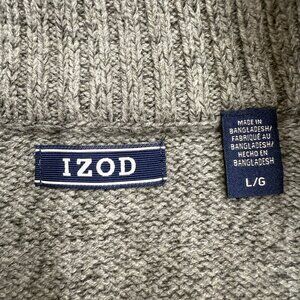 IZOD
MADE IN
BANGLADESH/
FABRIQUÉ AU
BANGLADESH/
HECHO EN
BANGLADESH
L/G